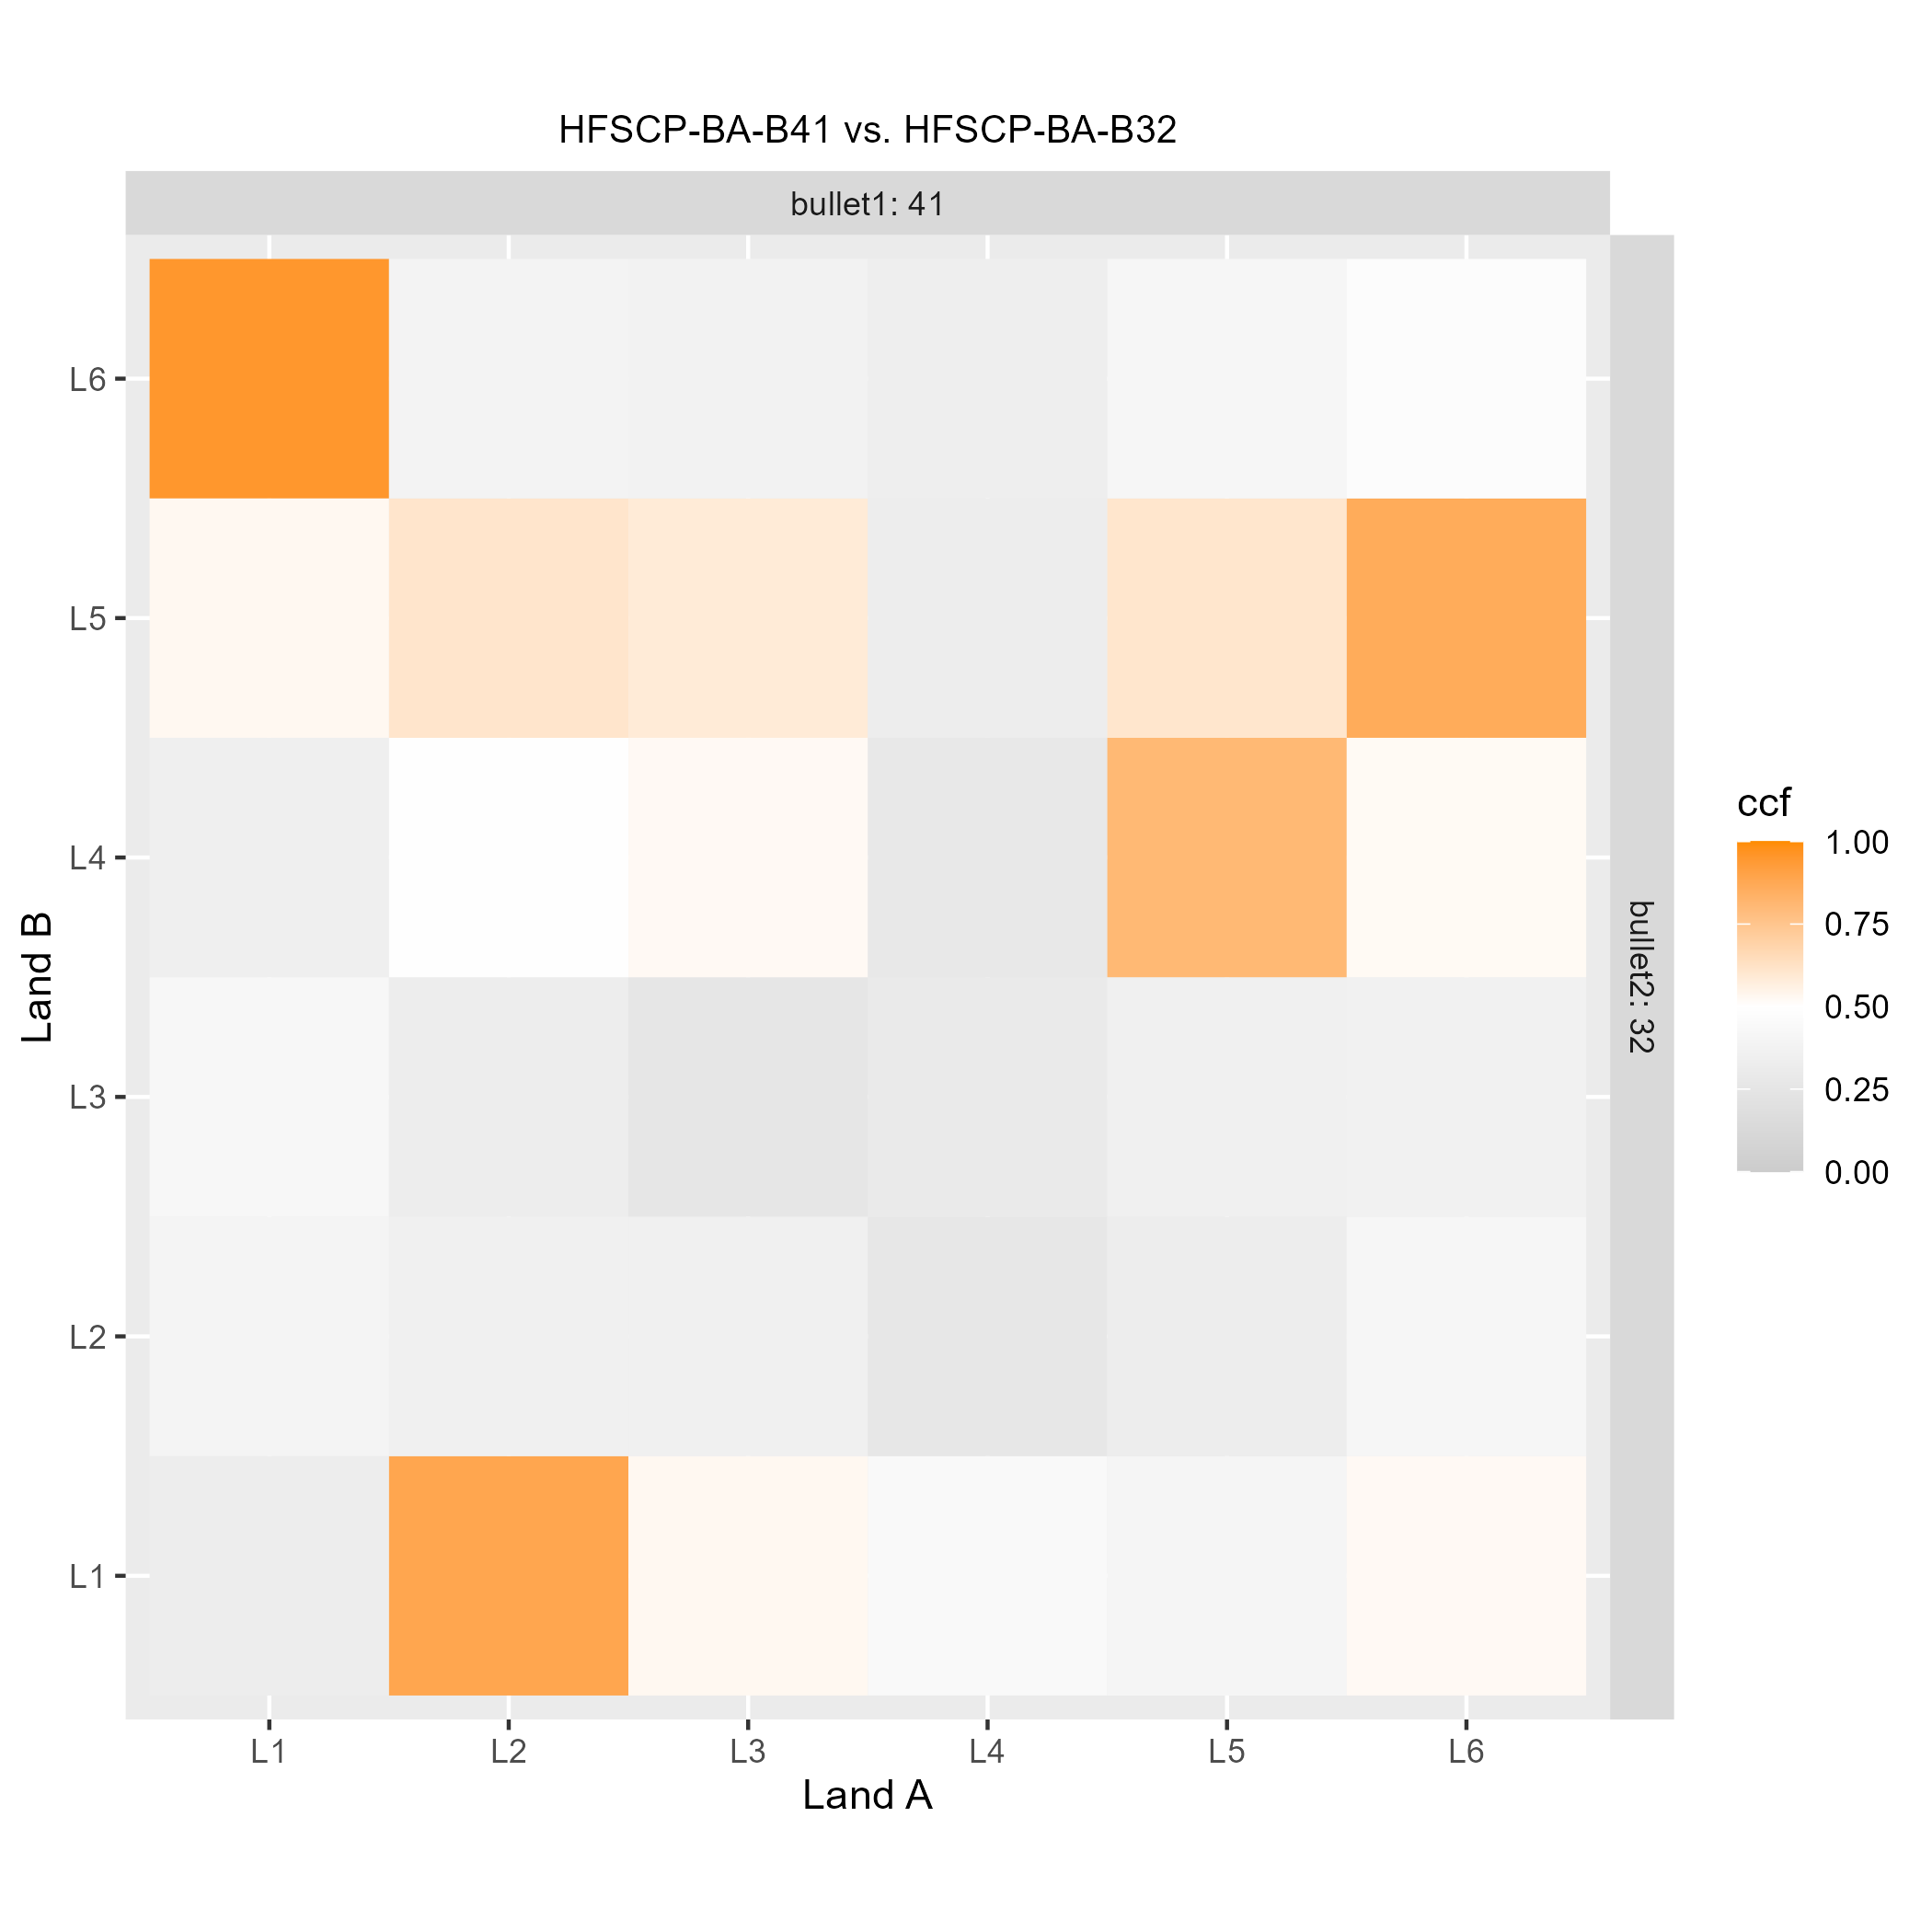 HFSCP-BA-B41 vs. HFSCP-BA-B32
bullet1: 41
L6
L5
L4
L3
L2
L1
Land B
bullet2: 32
L1 L2 L3 L4 L5 L6
Land A
ccf
1.00
0.75
0.50
0.25
0.00